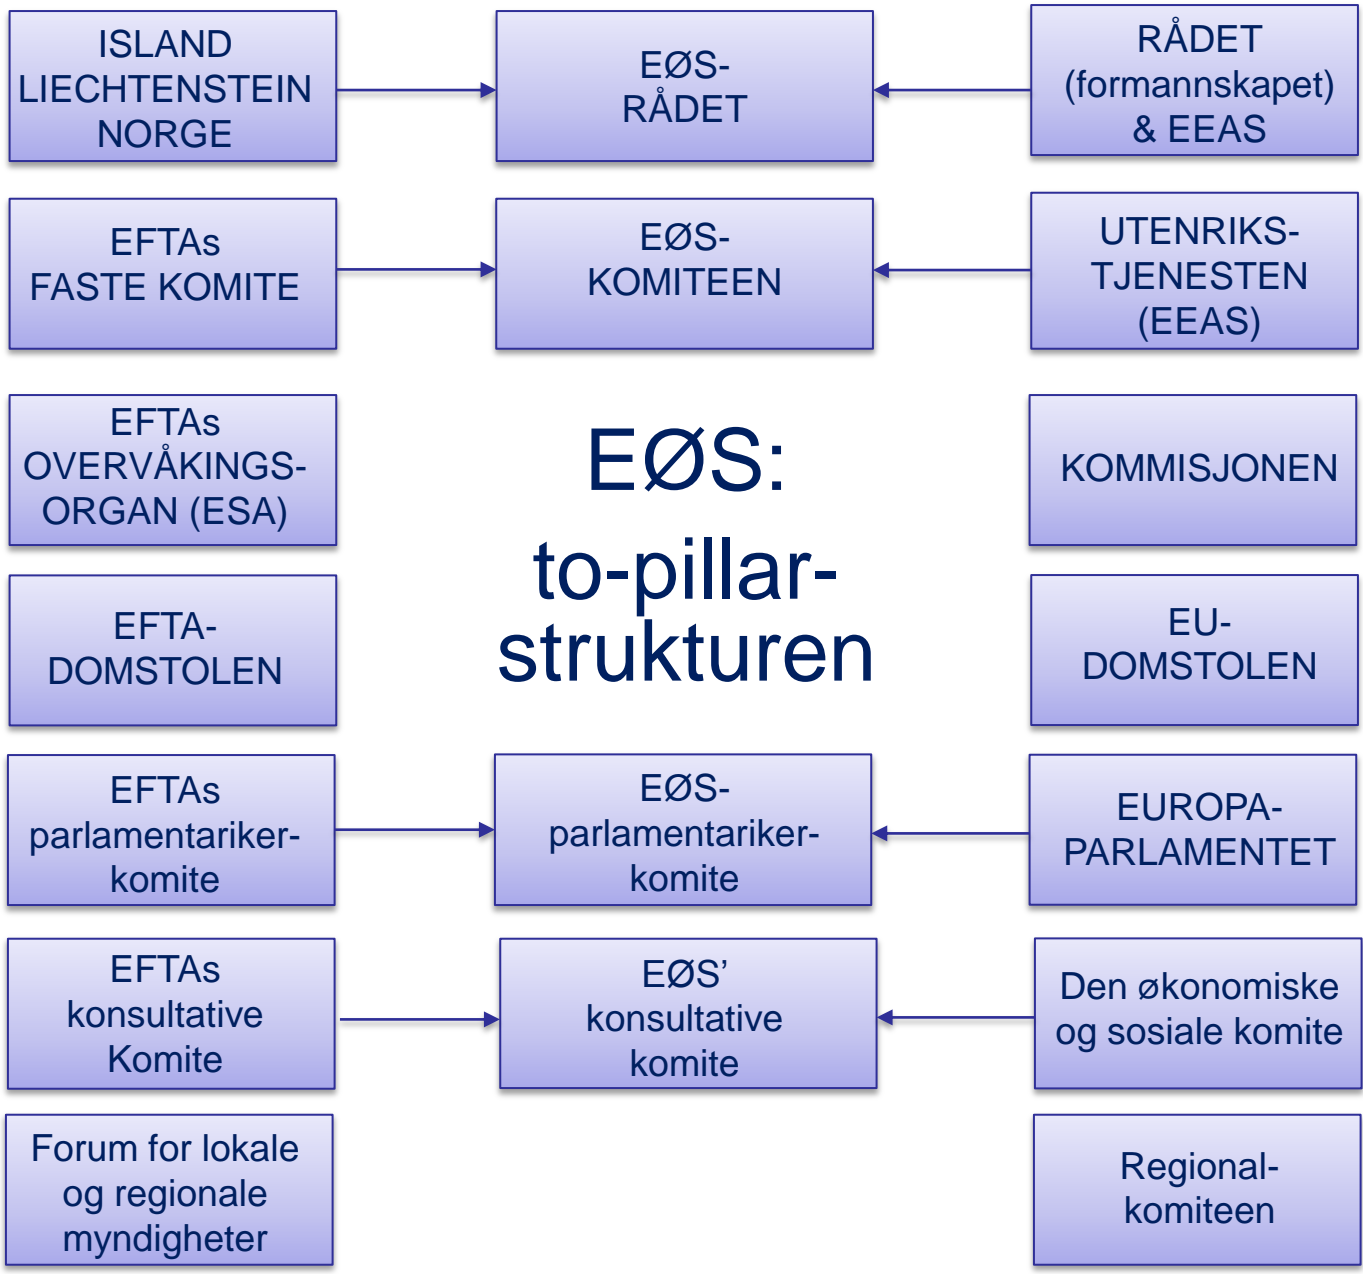 ISLAND
LIECHTENSTEIN
NORGE
EØS-
RÅDET
RÅDET
(formannskapet)
& EEAS
EFTAs
FASTE KOMITE
EØS-
KOMITEEN
UTENRIKS-
TJENESTEN
(EEAS)
EFTAs
OVERVÅKINGS-
ORGAN (ESA)
EØS:
to-pillar-
strukturen
KOMMISJONEN
EFTA-
DOMSTOLEN
EU-
DOMSTOLEN
EFTAs
parlamentariker-
komite
EØS-
parlamentariker-
komite
EUROPA-
PARLAMENTET
EFTAs
konsultative
Komite
EØS’
konsultative
komite
Den økonomiske
og sosiale komite
Forum for lokale
og regionale
myndigheter
Regional-
komiteen